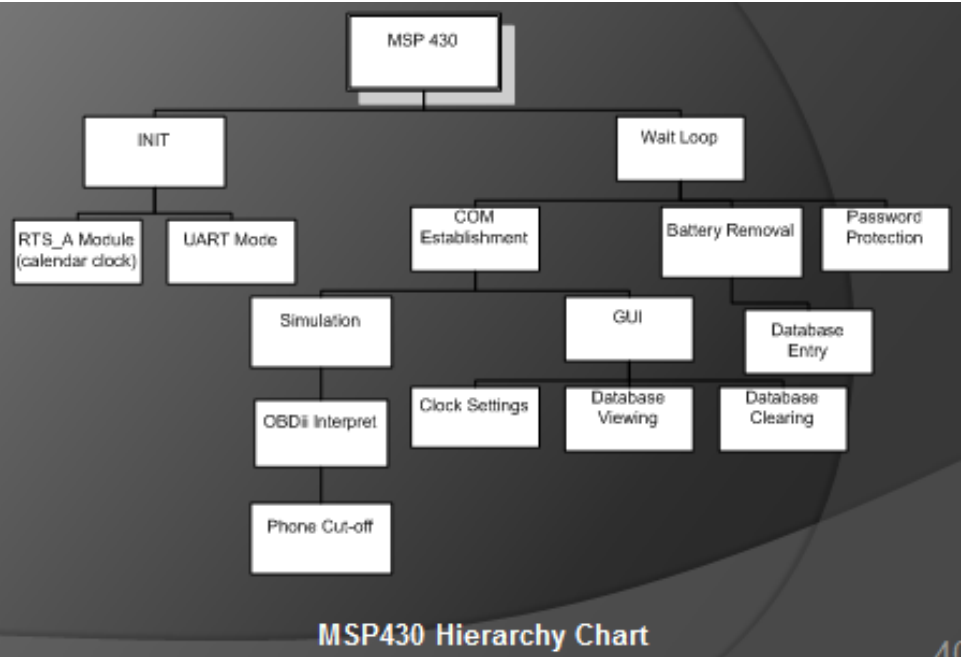 MSP 430
INIT
Wait Loop
RTS_A Module
(calendar clock)
UART Mode
COM
Establishment
Battery Removal
Password
Protection
Simulation
GUI
Database
Entry
OBDii Interpret
Clock Settings
Database
Viewing
Database
Clearing
Phone Cut-off
MSP430 Hierarchy Chart